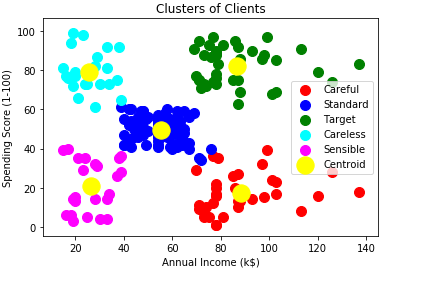 Clusters of Clients
Spending Score (1-100)
100
80
60
40
20
0
Careful
Standard
Target
Careless
Sensible
Centroid
20
40
60
80
100
120
140
Annual Income (k$)